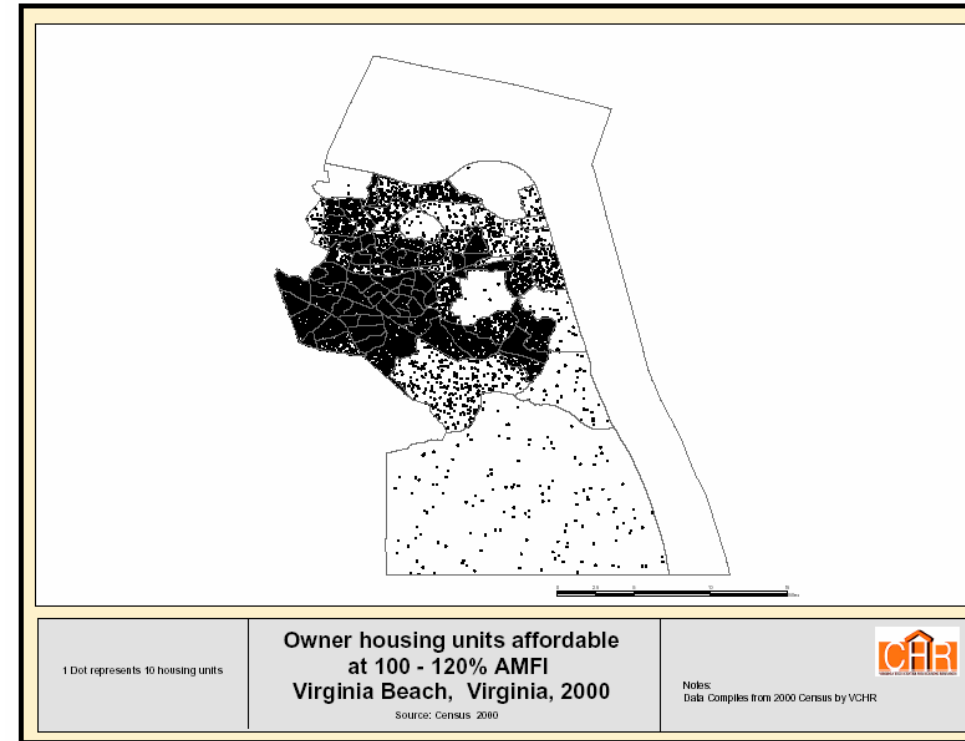 1 Dot represents 10 housing units
Owner housing units affordable
at 100 - 120% AMFI
Virginia Beach, Virginia, 2000
Source: Census 2000
CHR
Notes:
Data Compiles from 2000 Census by VCHR